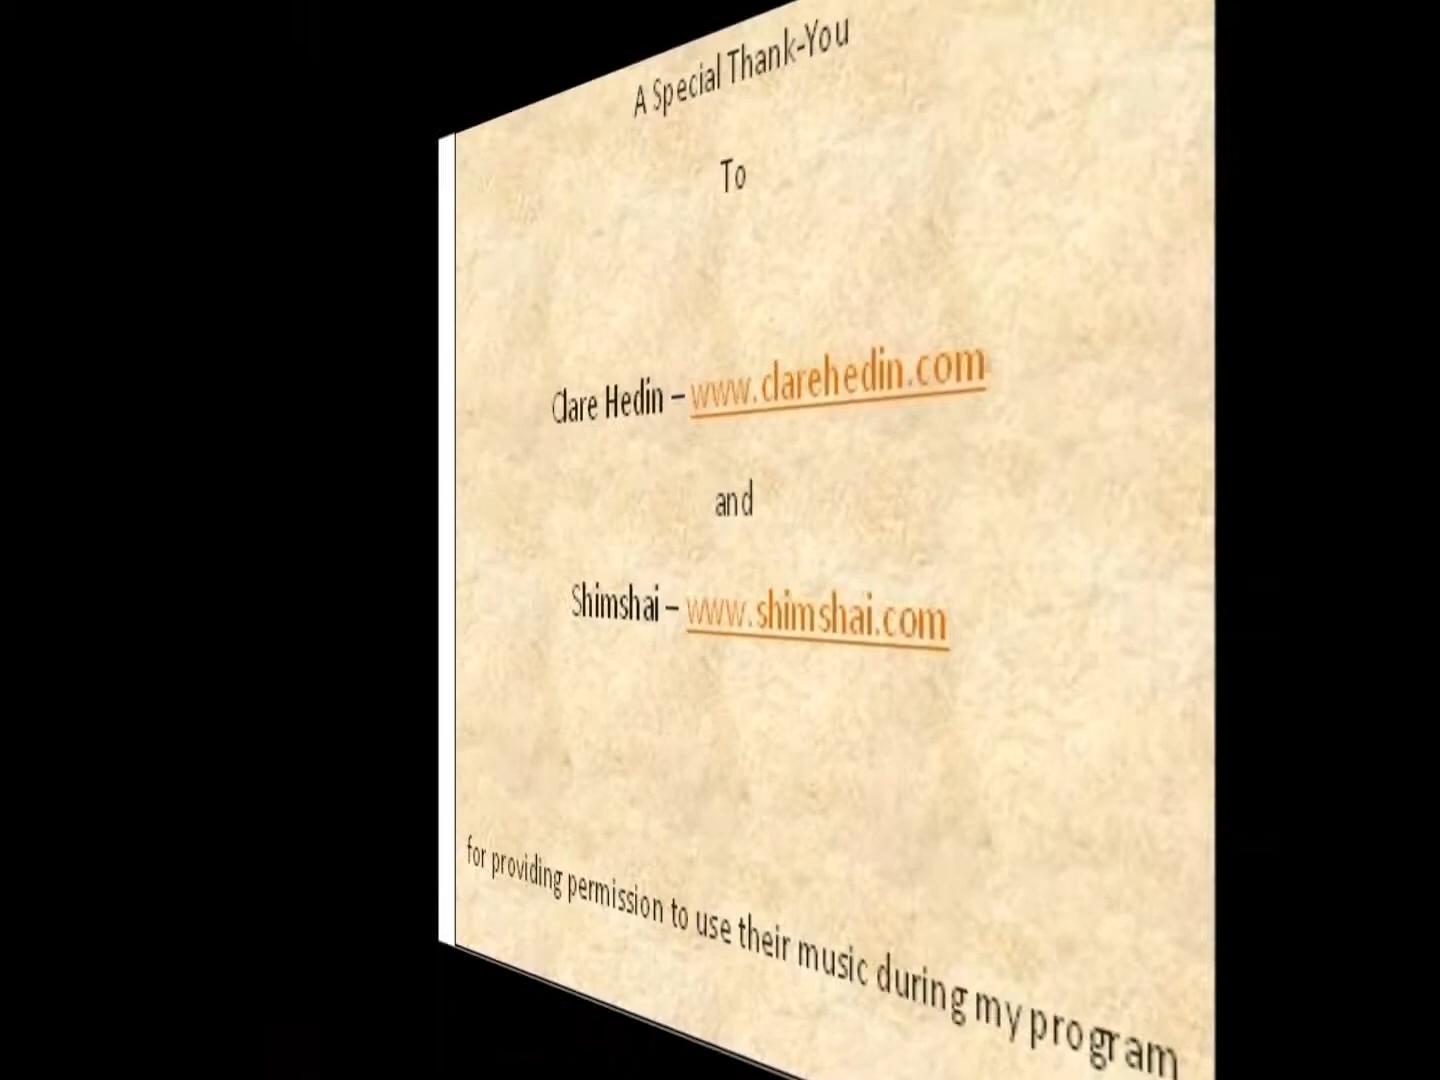 A Special Thank-You
To
Clare Hedin – www.clarehedin.com
and
Shimshai – www.shimshai.com
for providing permission to use their music during my program